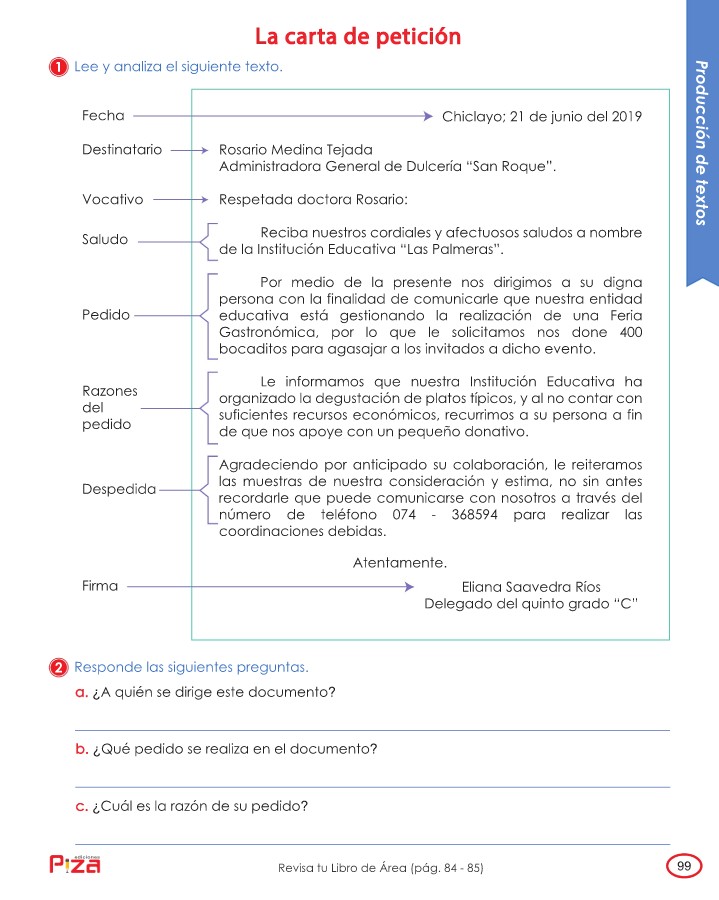 La carta de petición
1 Lee y analiza el siguiente texto.
Producción de textos
Fecha
Chiclayo; 21 de junio del 2019
Destinatario
Rosario Medina Tejada
Administradora General de Dulcería “San Roque”.
Vocativo
Respetada doctora Rosario:
Saludo
Reciba nuestros cordiales y afectuosos saludos a nombre
de la Institución Educativa “Las Palmeras”.
Pedido
Por medio de la presente nos dirigimos a su digna
persona con la finalidad de comunicarle que nuestra entidad
educativa está gestionando la realización de una Feria
Gastronómica, por lo que le solicitamos nos done 400
bocaditos para agasajar a los invitados a dicho evento.
Razones
del
pedido
Le informamos que nuestra Institución Educativa ha
organizado la degustación de platos típicos, y al no contar con
suficientes recursos económicos, recurrimos a su persona a fin
de que nos apoye con un pequeño donativo.
Despedida
Agradeciendo por anticipado su colaboración, le reiteramos
las muestras de nuestra consideración y estima, no sin antes
recordarle que puede comunicarse con nosotros a través del
número de teléfono 074 - 368594 para realizar las
coordinaciones debidas.
Atentamente.
Firma
Eliana Saavedra Ríos
Delegado del quinto grado “C”
2 Responde las siguientes preguntas.
a. ¿A quién se dirige este documento?
b. ¿Qué pedido se realiza en el documento?
c. ¿Cuál es la razón de su pedido?
ediciones
Piza
Revisa tu Libro de Área (pág. 84 - 85)
99